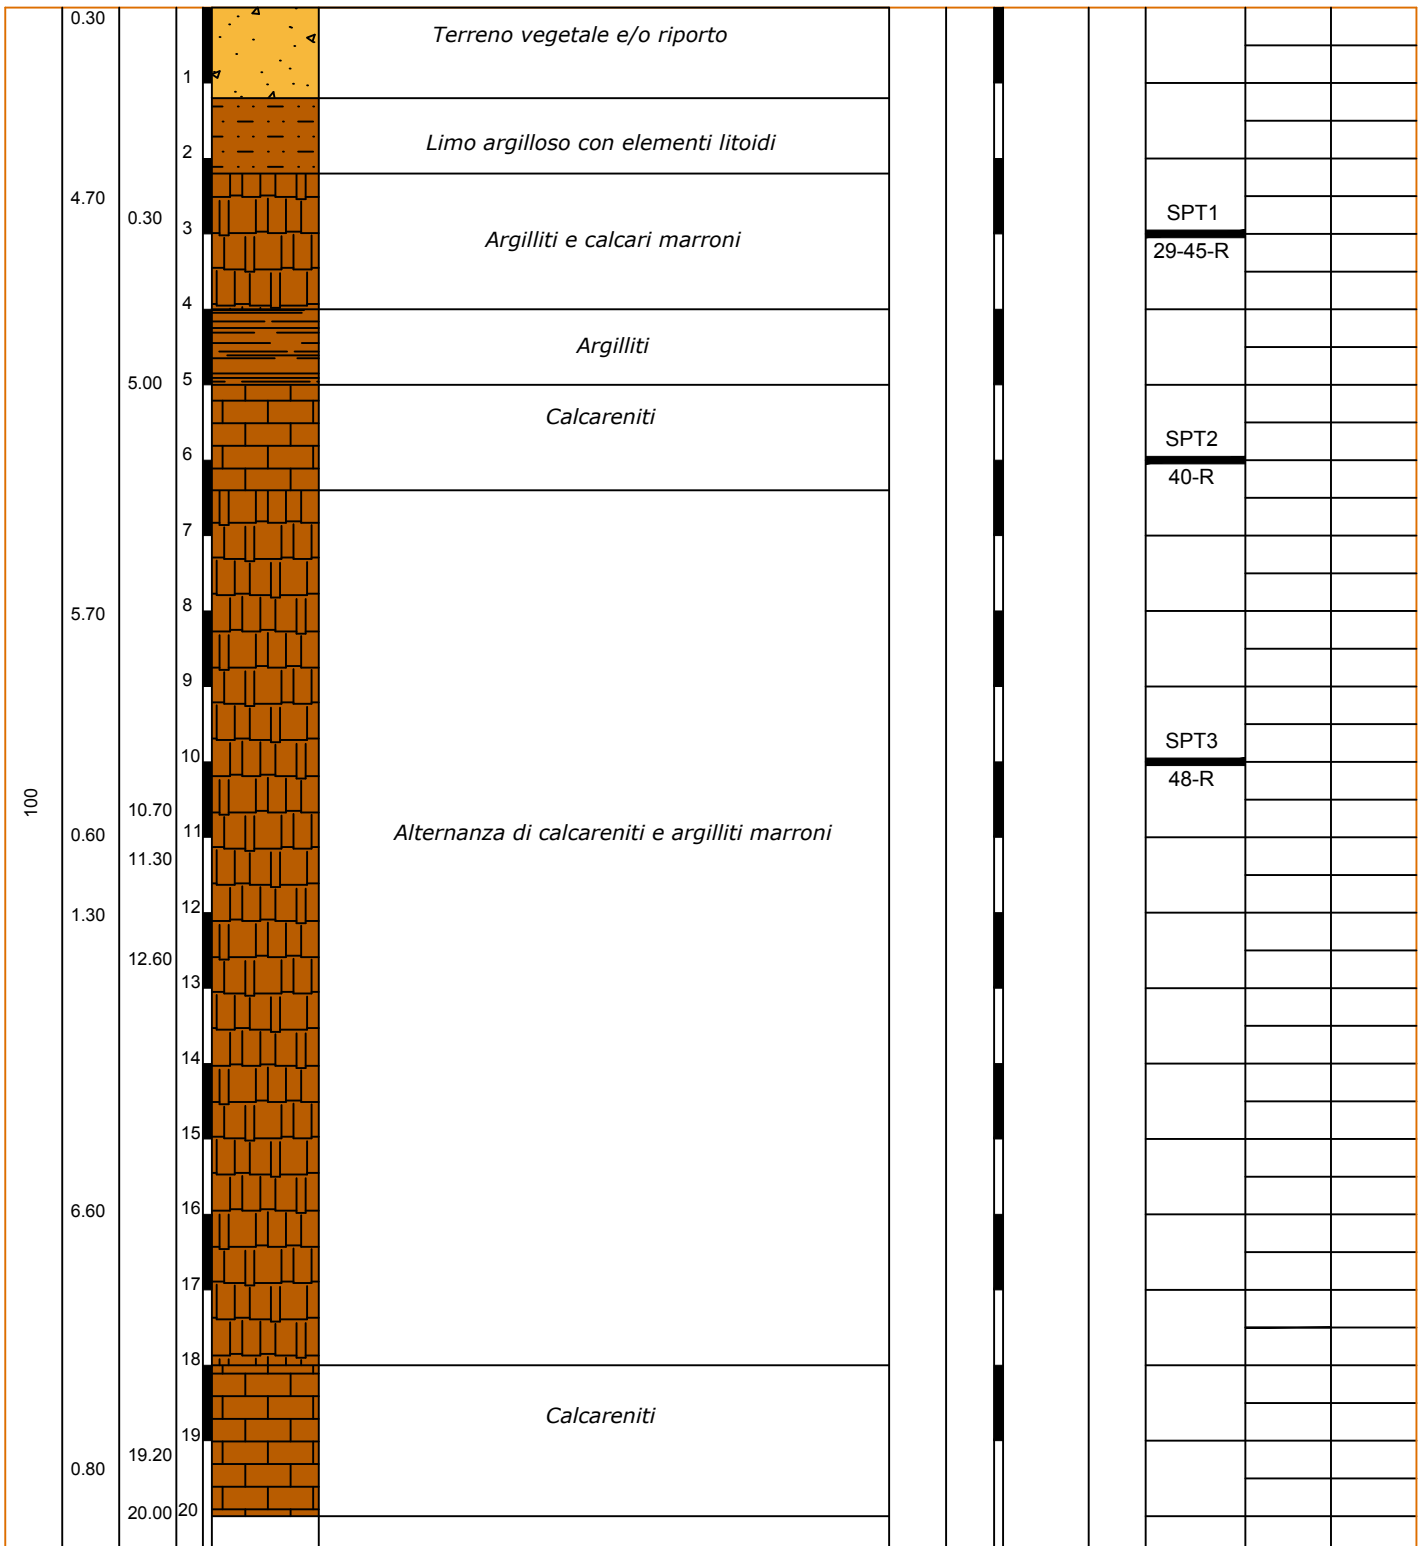 0.30
Terreno vegetale e/o riporto
1
Limo argilloso con elementi litoidi
2
4.70
0.30
3
Argilliti e calcari marroni
SPT1
29-45-R
4
Argilliti
5.00
5
Calcareniti
6
SPT2
40-R
7
8
5.70
9
10
SPT3
48-R
100
10.70
0.60
11
Alternanza di calcareniti e argilliti marroni
11.30
12
1.30
12.60
13
14
15
16
6.60
17
18
Calcareniti
19
19.20
0.80
20.00
20